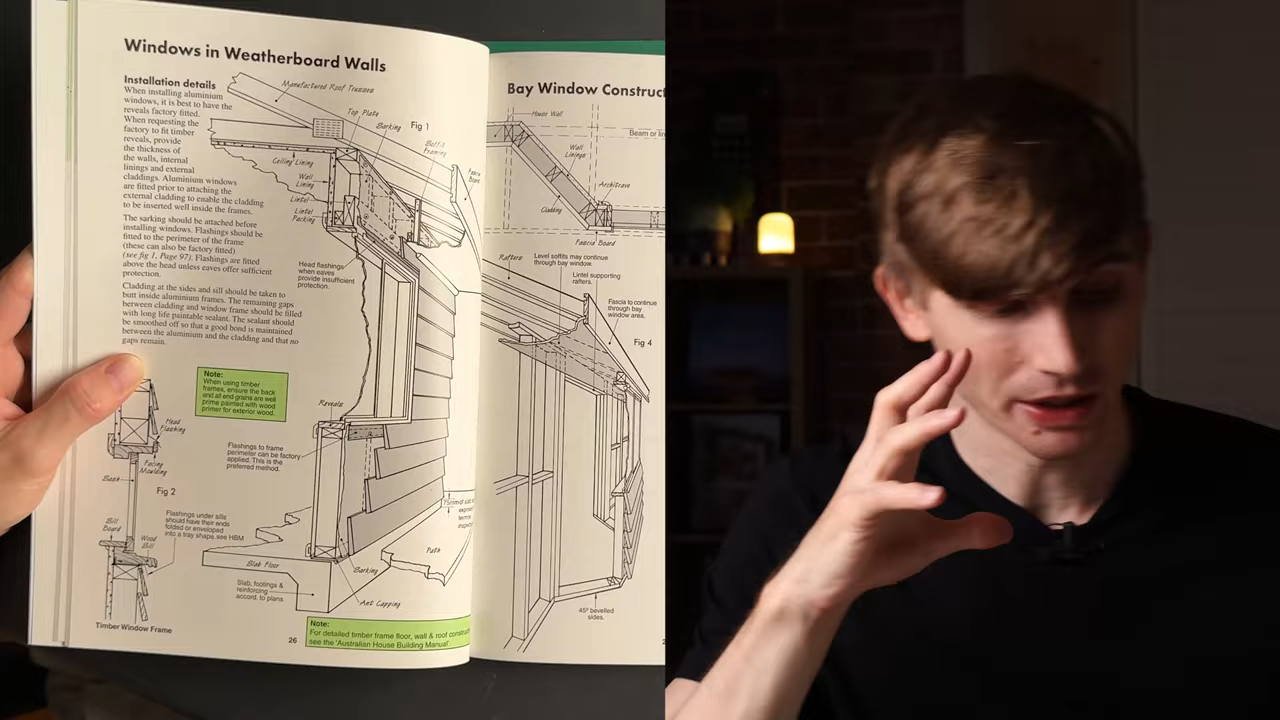 Windows in Weatherboard Walls
Installation details
When installing aluminium
windows, it is best to have the
reveals factory fitted.
When requesting the
factory to fit timber
reveals, provide
the thickness of
the walls, internal
linings and external
claddings. Aluminium windows
are fitted prior to attaching the
external cladding to enable the cladding
to be inserted well inside the frames.
The sarking should be attached before
installing windows. Flashings should be
fitted to the perimeter of the frame
(these can also be factory fitted)
(see fig 1, Page 97). Flashings are fitted
above the head unless eaves offer sufficient
protection.
Cladding at the sides and sill should be taken to
butt inside aluminium frames. The remaining gaps
between cladding and window frame should be filled
with long life paintable sealant. The sealant should
be smoothed off so that a good bond is maintained
between the aluminium and the cladding and that no
gaps remain.
Manufactured Roof Trusses
Top Plate
Sarking
Fig 1
Soffit
Framing
Fascia
Board
Ceiling Lining
Wall
Lining
Lintel
Lintel
Packing
Head flashings
when eaves
provide insufficient
protection.
Note:
When using timber
frames, ensure the back
and all end grains are well
prime painted with wood
primer for exterior wood.
Reveals
Flashings to frame
perimeter can be factory
applied. This is the
preferred method.
Head
Flashing
Facing
Moulding
Sash
Fig 2
Flashings under sills
should have their ends
folded or enveloped
into a tray shape. see HBM
Sill
Board
Wood
Sill
Timber Window Frame
Slab Floor
Slab, footings &
reinforcing
accord. to plans.
Sarking
Ant Capping
Path
75mm of slab
26
Note:
For detailed timber frame floor, wall & roof
see the 'Australian House Building Manual'.
Bay Window
House Wall
Beam or
Wall
Linings
Architrave
Cladding
Fascia Board
Rafters
Level soffits may continue
through bay window.
Lintel supporting
rafters.
Fascia to continue
through bay
window area.
Fig 4
45º bevelled
sides.